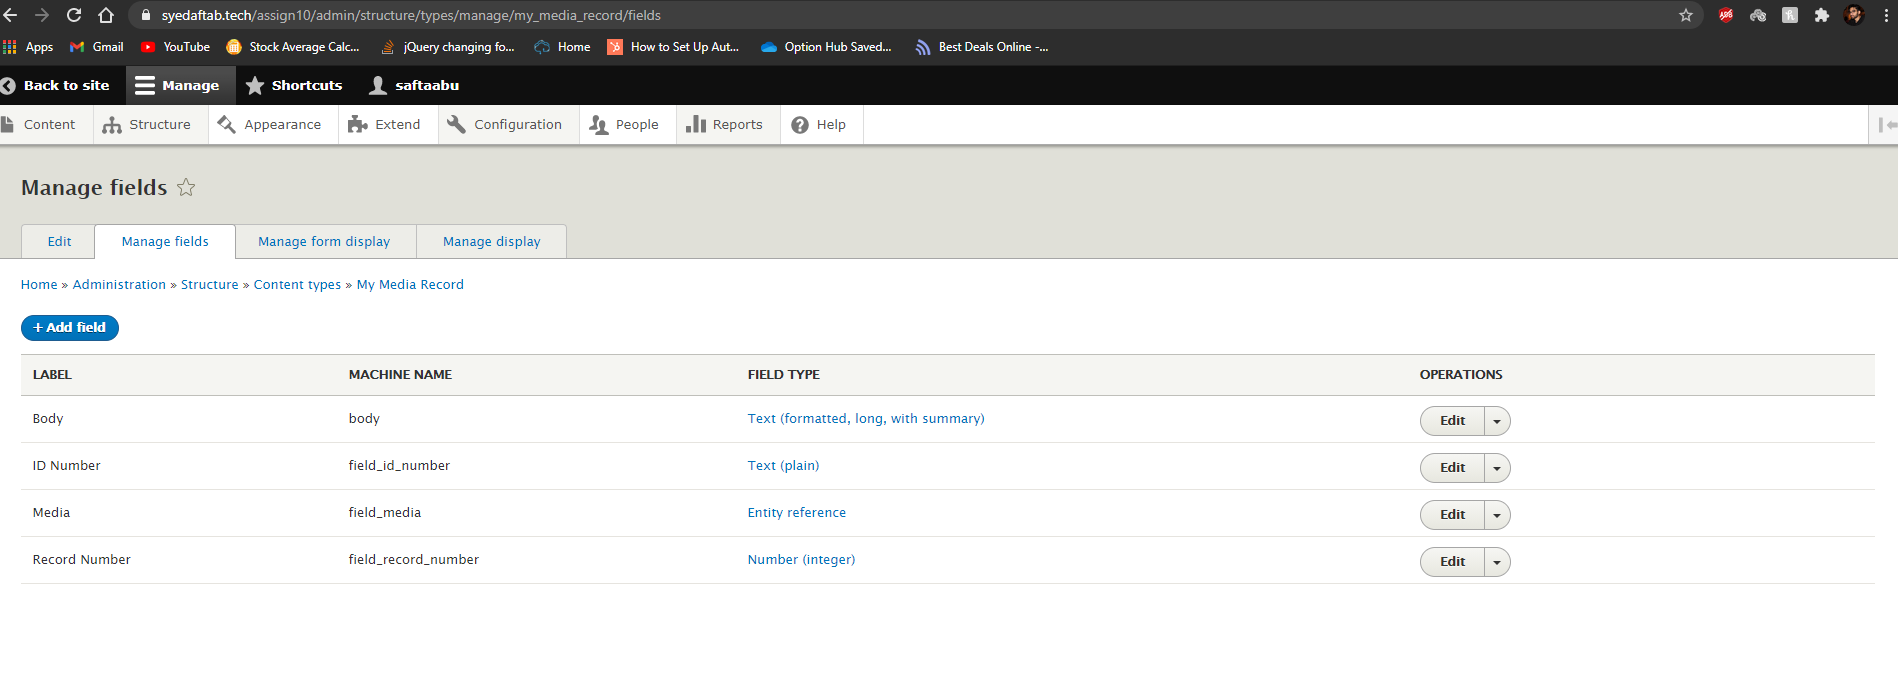 syedaftab.tech/assign10/admin/structure/types/manage/my_media_record/fields
Apps Gmail YouTube Stock Average Calc... jQuery changing fo... Home How to Set Up Aut... Option Hub Saved... Best Deals Online -...
Back to site Manage Shortcuts saftaabu
Content Structure Appearance Extend Configuration People Reports Help
Manage fields
Edit Manage fields Manage form display Manage display
Home » Administration » Structure » Content types » My Media Record
+ Add field
LABEL MACHINE NAME FIELD TYPE OPERATIONS
Body body Text (formatted, long, with summary) Edit
ID Number field_id_number Text (plain) Edit
Media field_media Entity reference Edit
Record Number field_record_number Number (integer) Edit